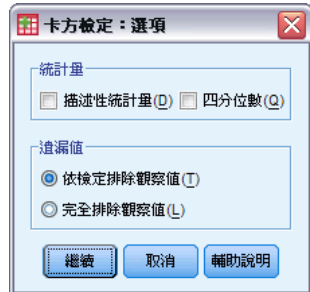 卡方檢定：選項
統計量
描述性統計量(D) 四分位數(Q)
遺漏值
依檢定排除觀察值(T)
完全排除觀察值(L)
繼續 取消 輔助說明